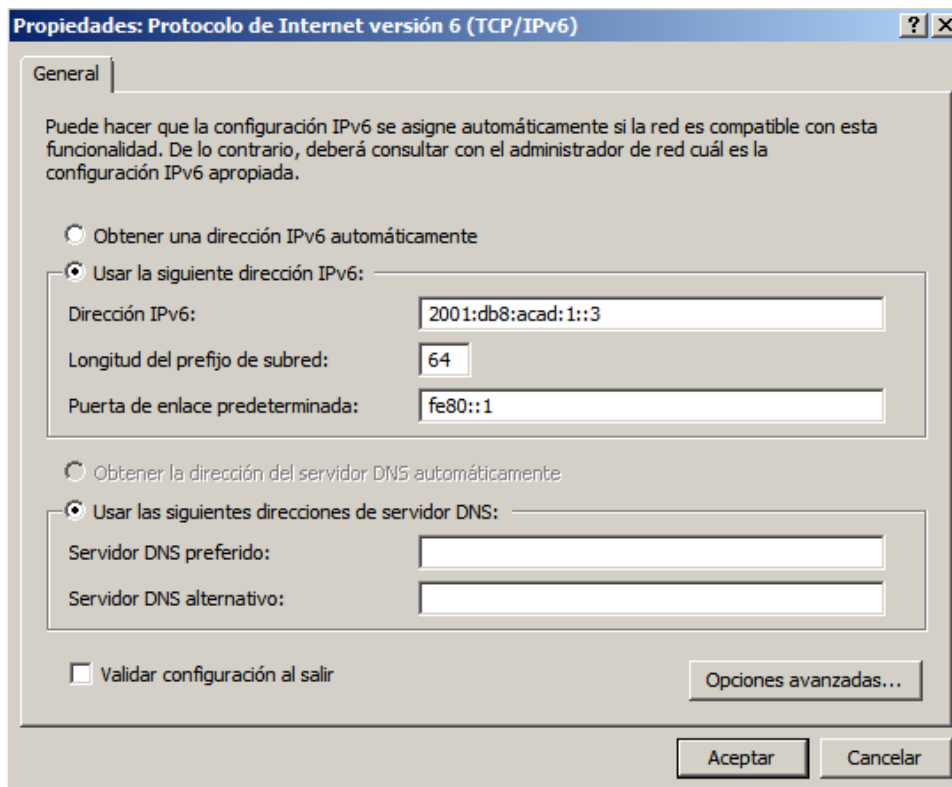 Propiedades: Protocolo de Internet versión 6 (TCP/IPv6)
General
Puede hacer que la configuración IPv6 se asigne automáticamente si la red es compatible con esta
funcionalidad. De lo contrario, deberá consultar con el administrador de red cuál es la
configuración IPv6 apropiada.
Obtener una dirección IPv6 automáticamente
Usar la siguiente dirección IPv6:
Dirección IPv6: 2001:db8:acad:1::3
Longitud del prefijo de subred: 64
Puerta de enlace predeterminada: fe80::1
Obtener la dirección del servidor DNS automáticamente
Usar las siguientes direcciones de servidor DNS:
Servidor DNS preferido:
Servidor DNS alternativo:
Validar configuración al salir
Opciones avanzadas...
Aceptar Cancelar